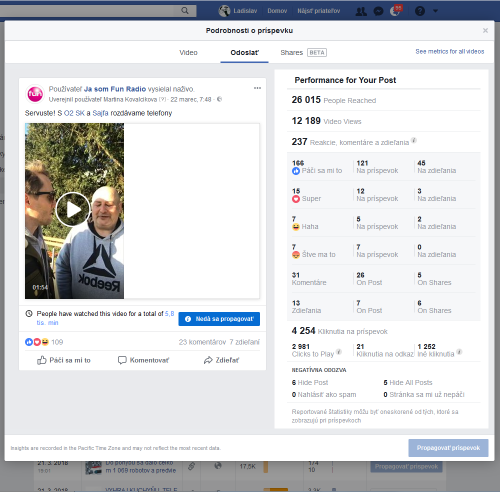 Ladislav Domov Nájsť priateľov
Podrobnosti o príspevku
Video Odoslať Shares BETA See metrics for all videos
Používateľ Ja som Fun Radio vysielal naživo.
Uverejnil používateľ Martina Kovalcikova [?] · 22 marec, 7:48 ·
Servuste! S O2 SK a Sajfa rozdávame telefóny
fun
Reebok
01:54
People have watched this video for a total of 5,8
tis. min
Nedá sa propagovať
109 23 komentárov 7 zdieľaní
Páči sa mi to Komentovať Zdieľať
Performance for Your Post
26 015 People Reached
12 189 Video Views
237 Reakcie, komentáre a zdieľania
166 121 45
Páči sa mi to Na príspevok Na zdieľania
15 12 3
Super Na príspevok Na zdieľania
7 5 2
Haha Na príspevok Na zdieľania
7 7 0
Štve ma to Na príspevok Na zdieľania
31 26 5
Komentáre On Post On Shares
13 7 6
Zdieľania On Post On Shares
4 254 Kliknutia na príspevok
2 981 21 1 252
Clicks to Play Kliknutia na odkaz Iné kliknutia
NEGATÍVNA ODOZVA
6 Hide Post 5 Hide All Posts
0 Nahlásiť ako spam 0 Stránka sa mi už nepáči
Reportované štatistiky môžu byť oneskorené od tých, ktoré sa
zobrazujú pri príspevkoch
Insights are recorded in the Pacific Time Zone and may not reflect the most recent data.
Propagovať príspevok
21. 3. 2018
m 1 069 robotov a predvie
17,5K
174
10
Propagovať príspevok